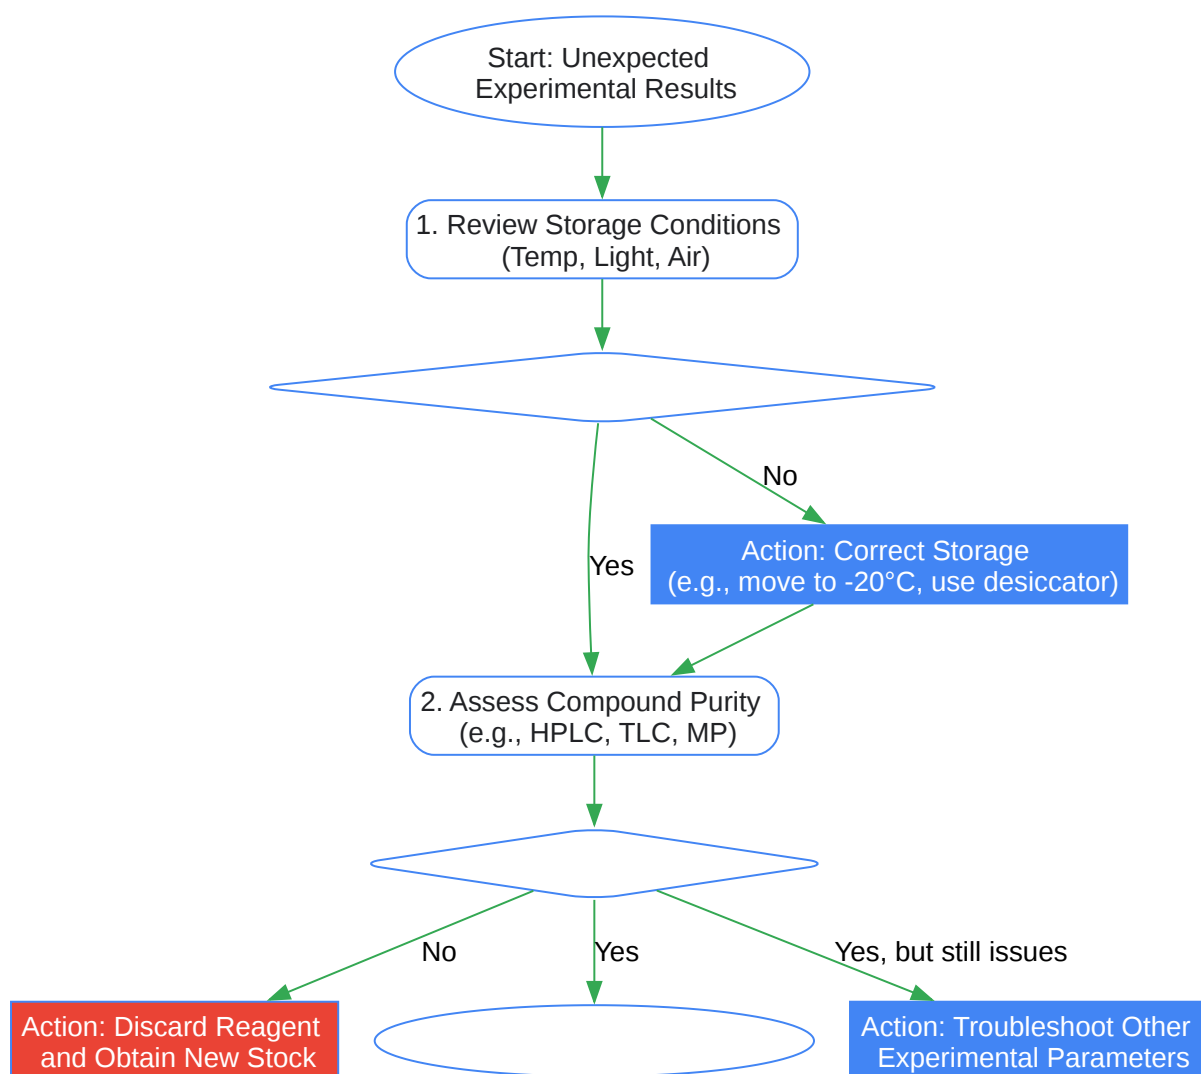 Start: Unexpected
Experimental Results
1. Review Storage Conditions
(Temp, Light, Air)
No
Yes
Action: Correct Storage
(e.g., move to -20°C, use desiccator)
2. Assess Compound Purity
(e.g., HPLC, TLC, MP)
No
Yes
Yes, but still issues
Action: Discard Reagent
and Obtain New Stock
Action: Troubleshoot Other
Experimental Parameters